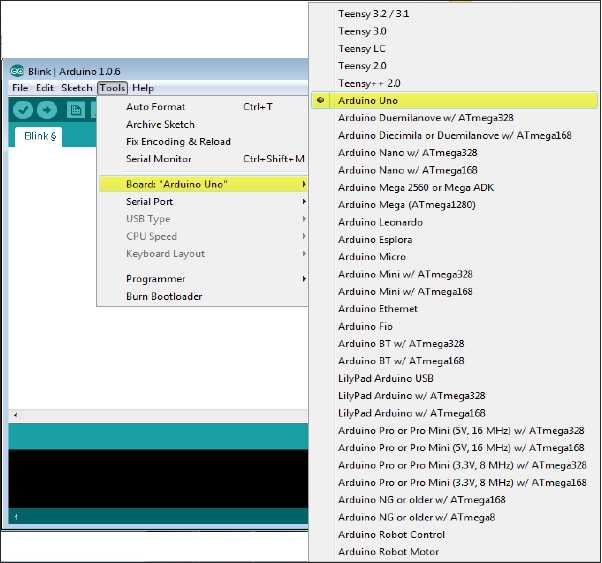 Blink | Arduino 1.0.6
File Edit Sketch Tools Help
Blink §
Auto Format Ctrl+T
Archive Sketch
Fix Encoding & Reload
Serial Monitor Ctrl+Shift+M
Board: "Arduino Uno"
Serial Port
USB Type
CPU Speed
Keyboard Layout
Programmer
Burn Bootloader
Teensy 3.2 / 3.1
Teensy 3.0
Teensy LC
Teensy 2.0
Teensy++ 2.0
Arduino Uno
Arduino Duemilanove w/ ATmega328
Arduino Diecimila or Duemilanove w/ ATmega168
Arduino Nano w/ ATmega328
Arduino Nano w/ ATmega168
Arduino Mega 2560 or Mega ADK
Arduino Mega (ATmega1280)
Arduino Leonardo
Arduino Esplora
Arduino Micro
Arduino Mini w/ ATmega328
Arduino Mini w/ ATmega168
Arduino Ethernet
Arduino Fio
Arduino BT w/ ATmega328
Arduino BT w/ ATmega168
LilyPad Arduino USB
LilyPad Arduino w/ ATmega328
LilyPad Arduino w/ ATmega168
Arduino Pro or Pro Mini (5V, 16 MHz) w/ ATmega328
Arduino Pro or Pro Mini (5V, 16 MHz) w/ ATmega168
Arduino Pro or Pro Mini (3.3V, 8 MHz) w/ ATmega328
Arduino Pro or Pro Mini (3.3V, 8 MHz) w/ ATmega168
Arduino NG or older w/ ATmega168
Arduino NG or older w/ ATmega8
Arduino Robot Control
Arduino Robot Motor